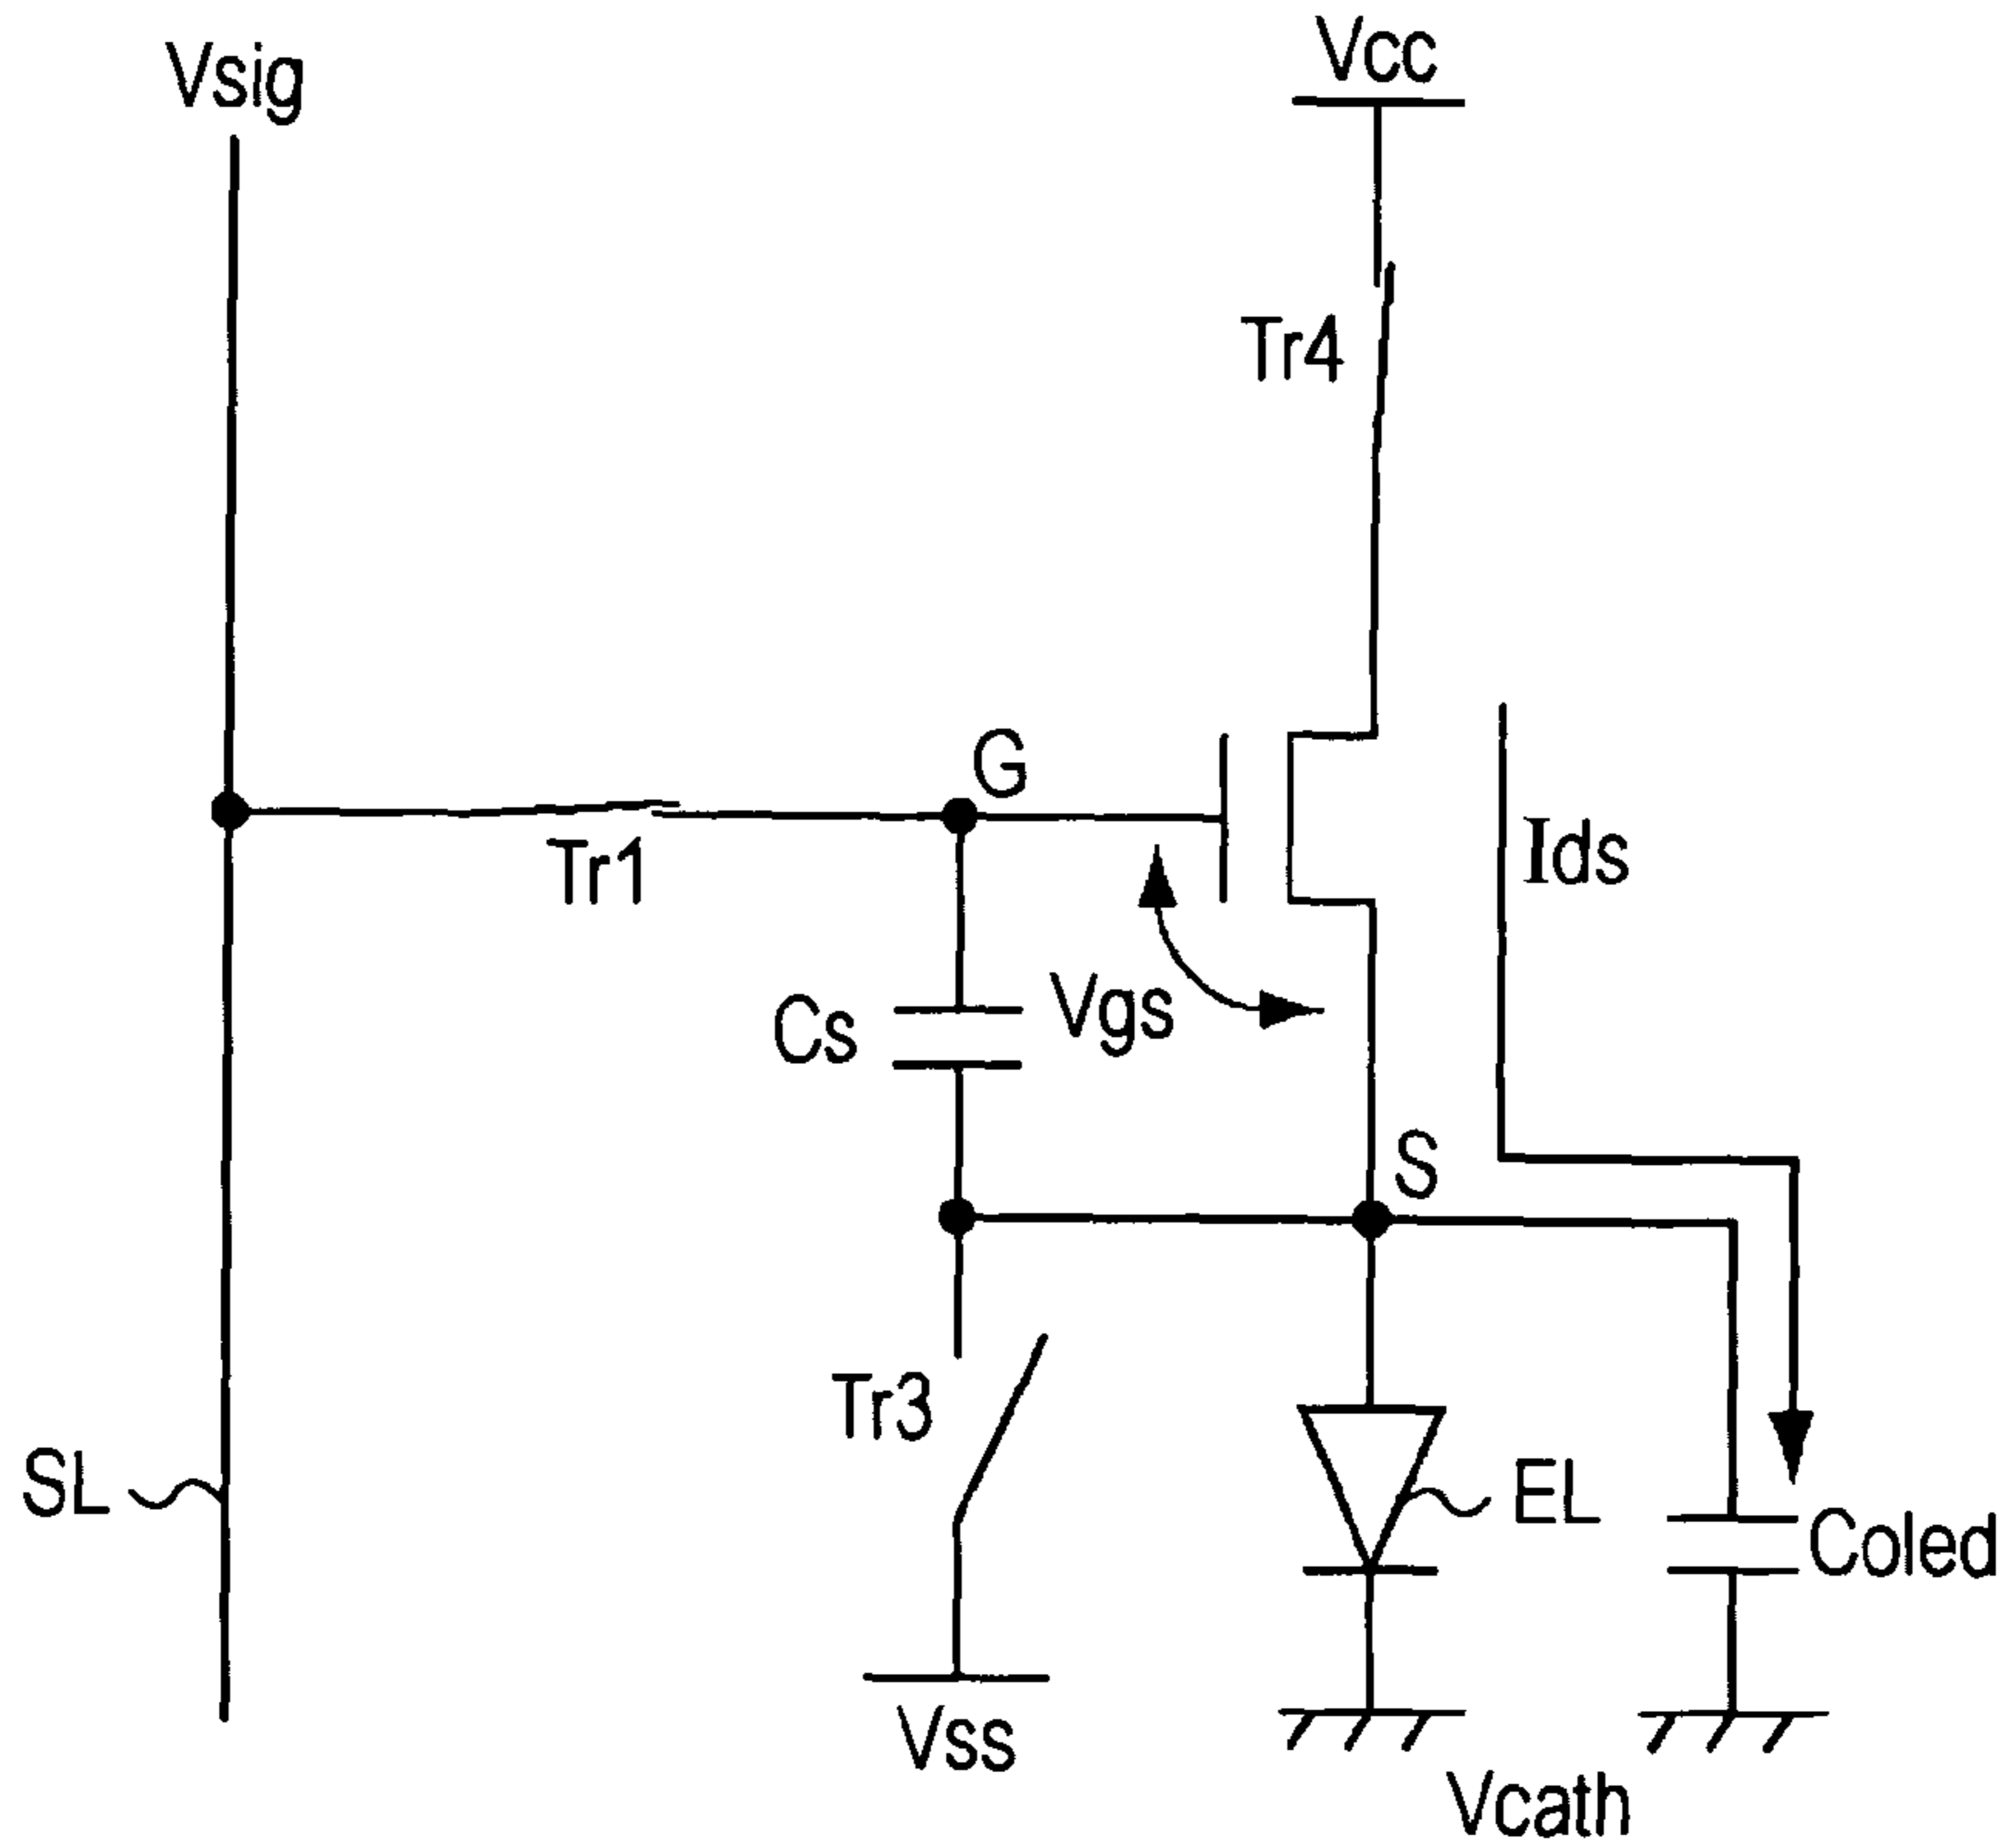 Vsig
Vcc
Tr4
G
Tr1
Ids
Cs
Vgs
S
Tr3
SL
EL
Coled
Vss
Vcath